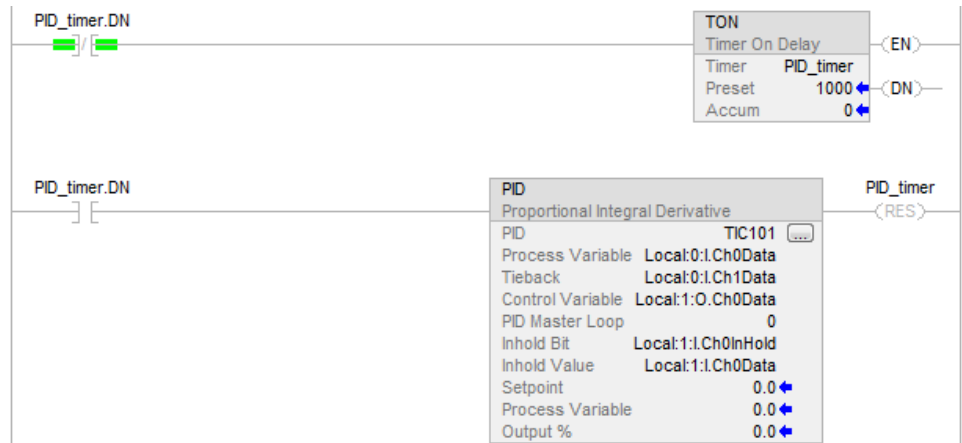 PID_timer.DN
TON
Timer On Delay
EN
Timer PID_timer
Preset 1000
DN
Accum 0
PID_timer.DN
PID
PID_timer
Proportional Integral Derivative
RES
PID TIC101 ...
Process Variable Local:0:I.Ch0Data
Tieback Local:0:I.Ch1Data
Control Variable Local:1:O.Ch0Data
PID Master Loop 0
Inhold Bit Local:1:I.Ch0InHold
Inhold Value Local:1:I.Ch0Data
Setpoint 0.0
Process Variable 0.0
Output % 0.0